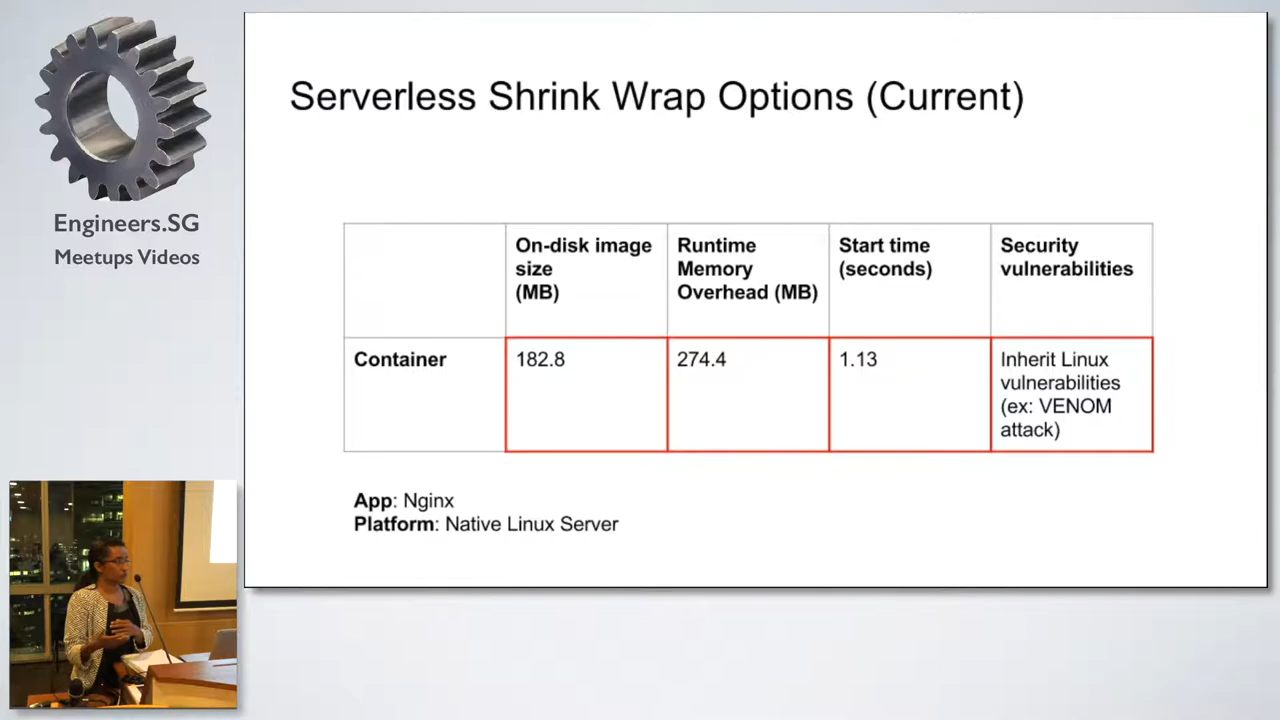 Engineers.SG
Meetups Videos
Serverless Shrink Wrap Options (Current)
On-disk image
size
(MB)
Runtime
Memory
Overhead (MB)
Start time
(seconds)
Security
vulnerabilities
Container
182.8
274.4
1.13
Inherit Linux
vulnerabilities
(ex: VENOM
attack)
App: Nginx
Platform: Native Linux Server